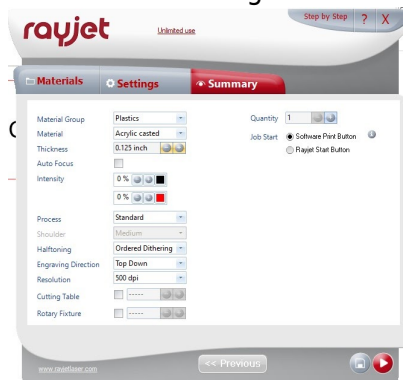 rayjet
Unlimited use
Step by Step ? X
Materials Settings Summary
Material Group Plastics Quantity 1
Material Acrylic casted Job Start Software Print Button
Thickness 0.125 inch Rayjet Start Button
Auto Focus
Intensity 0 %
0 %
Process Standard
Shoulder Medium
Halftoning Ordered Dithering
Engraving Direction Top Down
Resolution 500 dpi
Cutting Table -----
Rotary Fixture -----
www.rayjetlaser.com << Previous